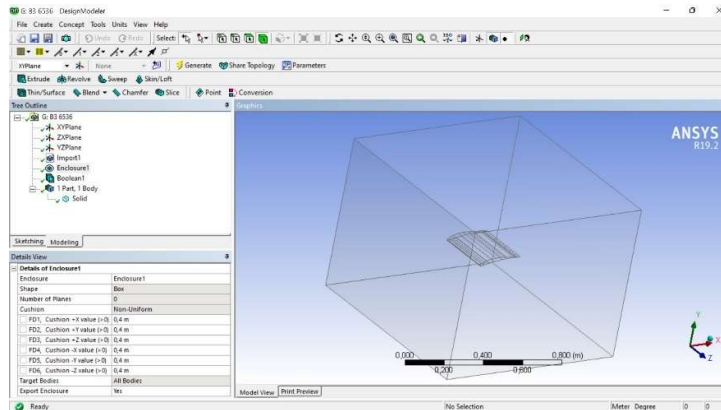 G: B3 6536 DesignModeler
File Create Concept Tools Units View Help
Undo Redo Select:
XYPlane None Generate Share Topology Parameters
Extrude Revolve Sweep Skin/Loft
Thin/Surface Blend Chamfer Slice Point Conversion
Tree Outline
G: B3 6536
XYPlane
ZXPlane
YZPlane
Import1
Enclosure1
Boolean1
1 Part, 1 Body
Solid
Sketching Modeling
Details View
Details of Enclosure1
Enclosure Enclosure1
Shape Box
Number of Planes 0
Cushion Non-Uniform
FD1, Cushion +X value (>0) 0,4 m
FD2, Cushion +Y value (>0) 0,4 m
FD3, Cushion +Z value (>0) 0,4 m
FD4, Cushion -X value (>0) 0,4 m
FD5, Cushion -Y value (>0) 0,4 m
FD6, Cushion -Z value (>0) 0,4 m
Target Bodies All Bodies
Export Enclosure Yes
Graphics
ANSYS
R19.2
Y
X
Z
0,000 0,400 0,800 (m)
0,200 0,600
Model View Print Preview
Ready No Selection Meter Degree 0 0